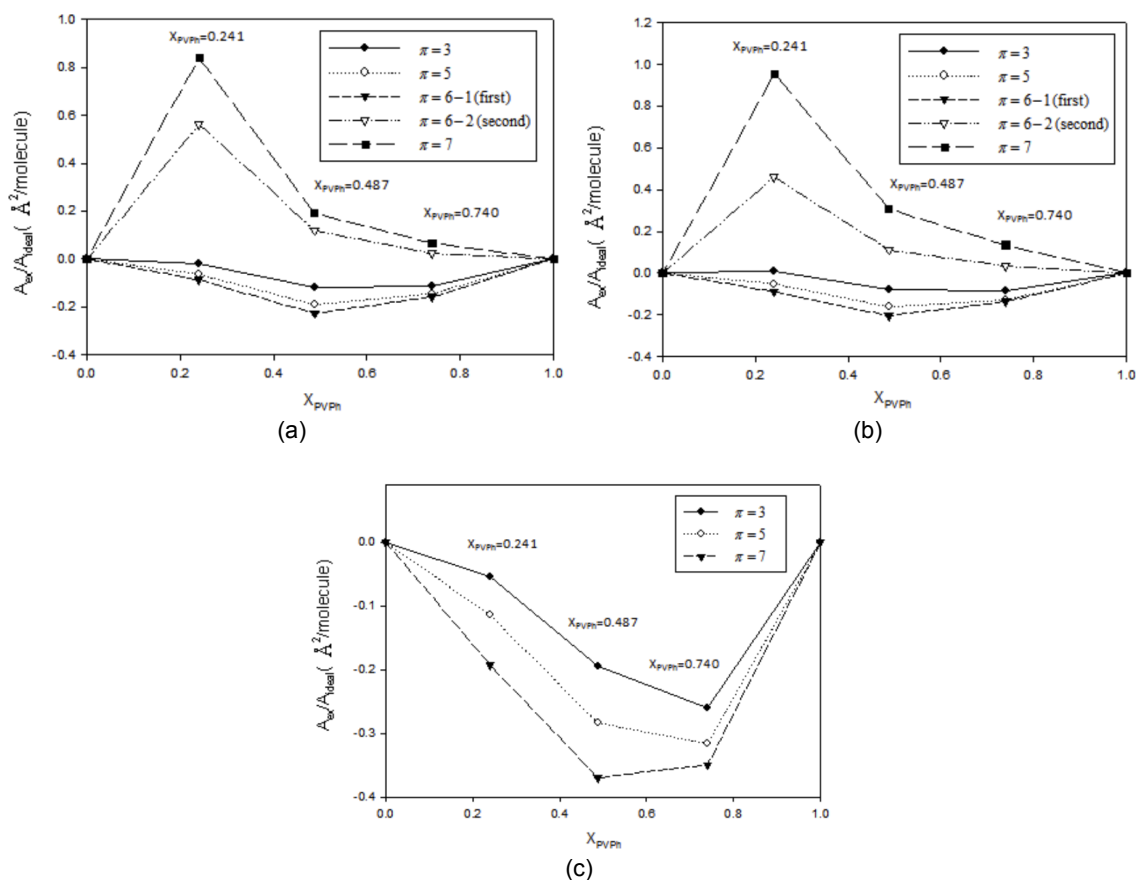 1.0
0.8
0.6
0.4
0.2
0.0
-0.2
-0.4
A_ex/A_ideal( Å²/molecule)
X_PVPh=0.241
X_PVPh=0.487
X_PVPh=0.740
π = 3
π = 5
π = 6−1 (first)
π = 6−2 (second)
π = 7
0.0 0.2 0.4 0.6 0.8 1.0
X_PVPh
(a)
1.2
1.0
0.8
0.6
0.4
0.2
0.0
-0.2
-0.4
A_ex/A_ideal( Å²/molecule)
X_PVPh=0.241
X_PVPh=0.487
X_PVPh=0.740
π = 3
π = 5
π = 6−1 (first)
π = 6−2 (second)
π = 7
0.0 0.2 0.4 0.6 0.8 1.0
X_PVPh
(b)
0.0
-0.1
-0.2
-0.3
-0.4
A_ex/A_ideal( Å²/molecule)
X_PVPh=0.241
X_PVPh=0.487
X_PVPh=0.740
π = 3
π = 5
π = 7
0.0 0.2 0.4 0.6 0.8 1.0
X_PVPh
(c)